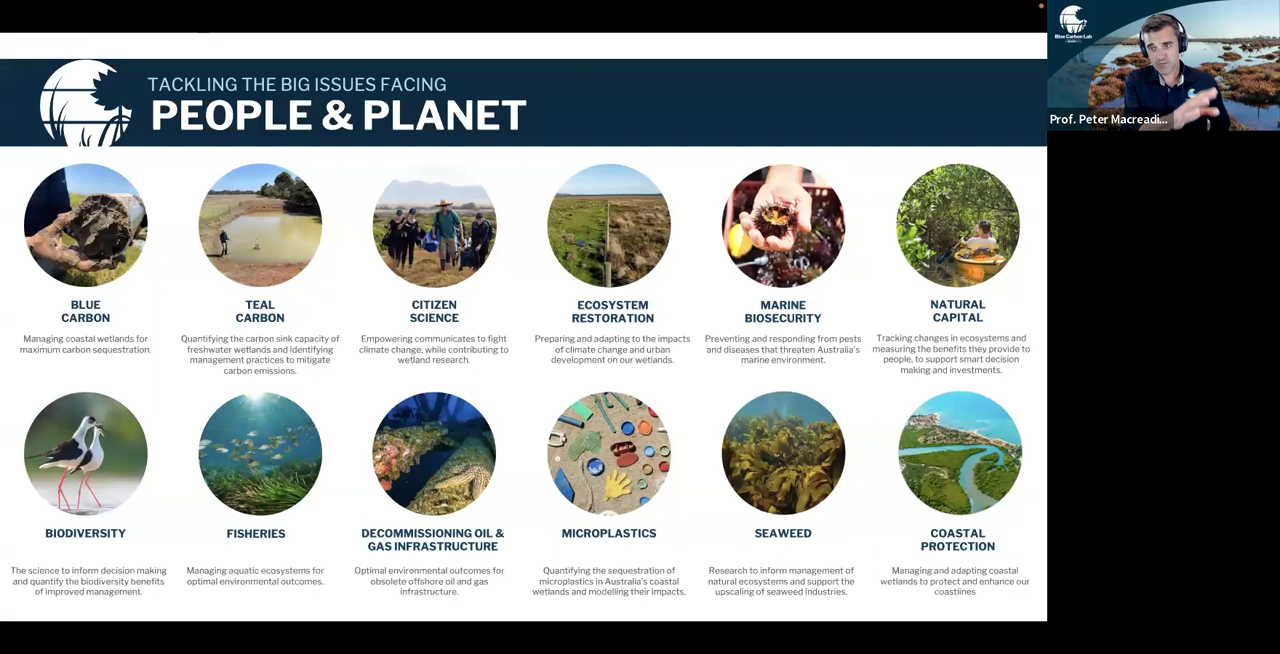 TACKLING THE BIG ISSUES FACING
PEOPLE & PLANET
Blue Carbon Lab
Prof. Peter Macreadi...
BLUE
CARBON
Managing coastal wetlands for
maximum carbon sequestration.
TEAL
CARBON
Quantifying the carbon sink capacity of
freshwater wetlands and identifying
management practices to mitigate
carbon emissions.
CITIZEN
SCIENCE
Empowering communicates to fight
climate change, while contributing to
wetland research.
ECOSYSTEM
RESTORATION
Preparing and adapting to the impacts
of climate change and urban
development on our wetlands.
MARINE
BIOSECURITY
Preventing and responding from pests
and diseases that threaten Australia's
marine environment.
NATURAL
CAPITAL
Tracking changes in ecosystems and
measuring the benefits they provide to
people, to support smart decision
making and investments.
BIODIVERSITY
The science to inform decision making
and quantify the biodiversity benefits
of improved management.
FISHERIES
Managing aquatic ecosystems for
optimal environmental outcomes.
DECOMMISSIONING OIL &
GAS INFRASTRUCTURE
Optimal environmental outcomes for
obsolete offshore oil and gas
infrastructure.
MICROPLASTICS
Quantifying the sequestration of
microplastics in Australia's coastal
wetlands and modelling their impacts.
SEAWEED
Research to inform management of
natural ecosystems and support the
upscaling of seaweed industries.
COASTAL
PROTECTION
Managing and adapting coastal
wetlands to protect and enhance our
coastlines